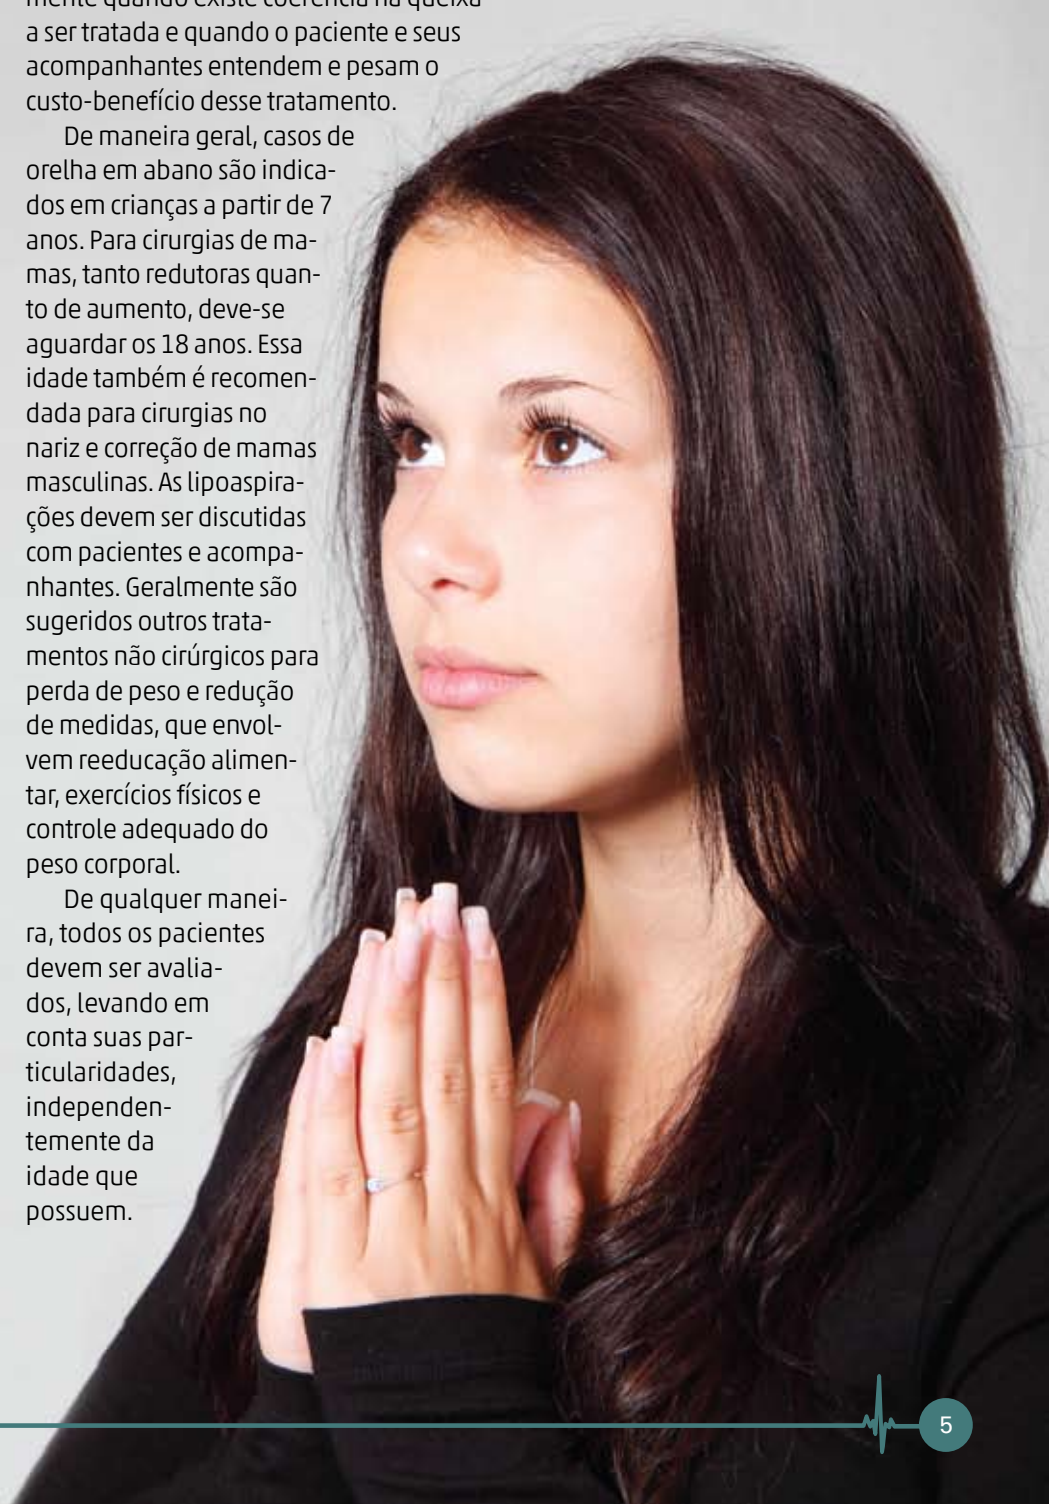 mente quando existe coerência na queixa
a ser tratada e quando o paciente e seus
acompanhantes entendem e pesam o
custo-benefício desse tratamento.
De maneira geral, casos de
orelha em abano são indica-
dos em crianças a partir de 7
anos. Para cirurgias de ma-
mas, tanto redutoras quan-
to de aumento, deve-se
aguardar os 18 anos. Essa
idade também é recomen-
dada para cirurgias no
nariz e correção de mamas
masculinas. As lipoaspira-
ções devem ser discutidas
com pacientes e acompa-
nhantes. Geralmente são
sugeridos outros trata-
mentos não cirúrgicos para
perda de peso e redução
de medidas, que envol-
vem reeducação alimen-
tar, exercícios físicos e
controle adequado do
peso corporal.
De qualquer manei-
ra, todos os pacientes
devem ser avalia-
dos, levando em
conta suas par-
ticularidades,
independen-
temente da
idade que
possuem.
5